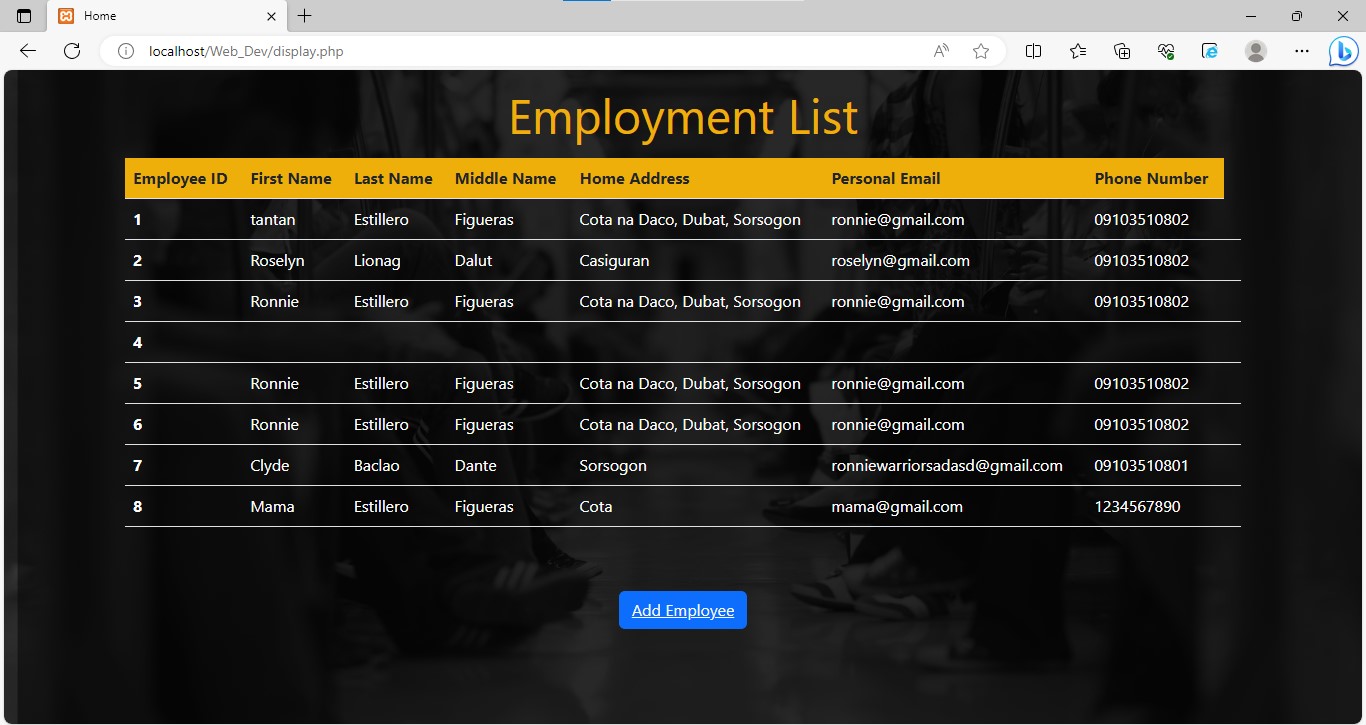 Home
localhost/Web_Dev/display.php
Employment List
Employee ID First Name Last Name Middle Name Home Address Personal Email Phone Number
1 tantan Estillero Figueras Cota na Daco, Dubat, Sorsogon ronnie@gmail.com 09103510802
2 Roselyn Lionag Dalut Casiguran roselyn@gmail.com 09103510802
3 Ronnie Estillero Figueras Cota na Daco, Dubat, Sorsogon ronnie@gmail.com 09103510802
4
5 Ronnie Estillero Figueras Cota na Daco, Dubat, Sorsogon ronnie@gmail.com 09103510802
6 Ronnie Estillero Figueras Cota na Daco, Dubat, Sorsogon ronnie@gmail.com 09103510802
7 Clyde Baclao Dante Sorsogon ronniewarriorsadasd@gmail.com 09103510801
8 Mama Estillero Figueras Cota mama@gmail.com 1234567890
Add Employee